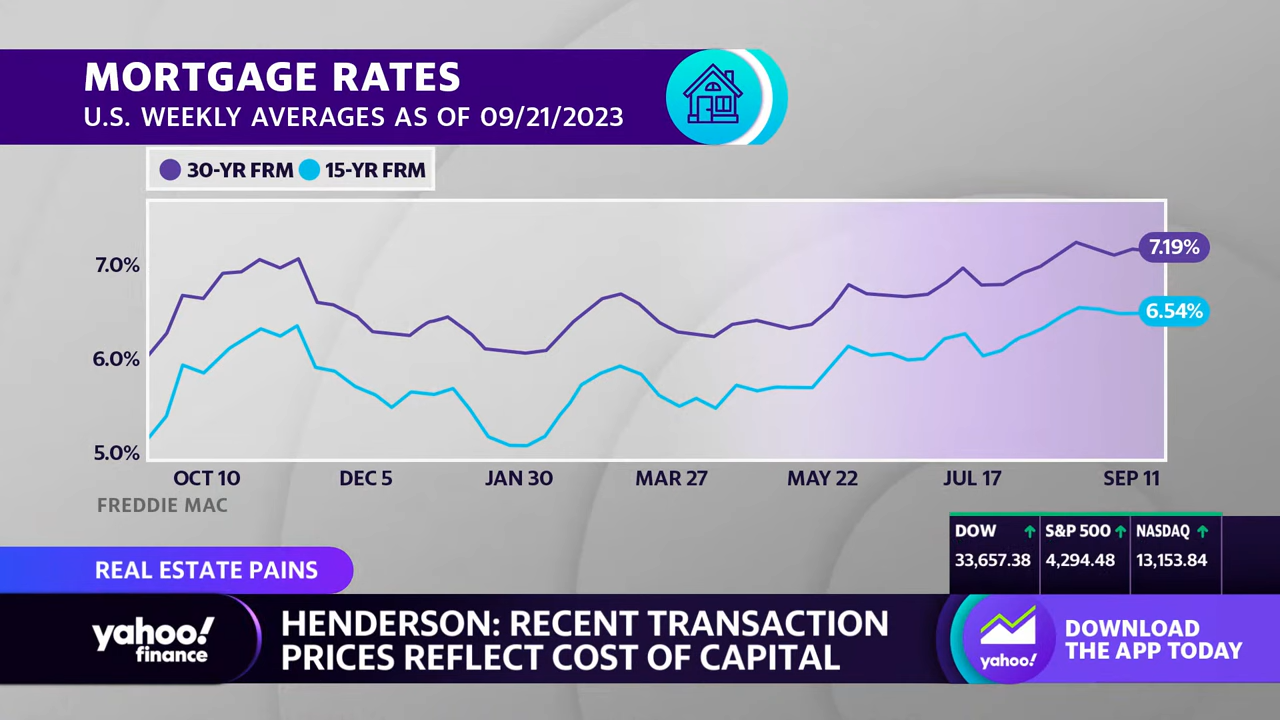 MORTGAGE RATES
U.S. WEEKLY AVERAGES AS OF 09/21/2023
30-YR FRM 15-YR FRM
7.0%
6.0%
5.0%
7.19%
6.54%
OCT 10 DEC 5 JAN 30 MAR 27 MAY 22 JUL 17 SEP 11
FREDDIE MAC
DOW S&P 500 NASDAQ
33,657.38 4,294.48 13,153.84
REAL ESTATE PAINS
yahoo!
finance
HENDERSON: RECENT TRANSACTION
PRICES REFLECT COST OF CAPITAL
yahoo!
DOWNLOAD
THE APP TODAY